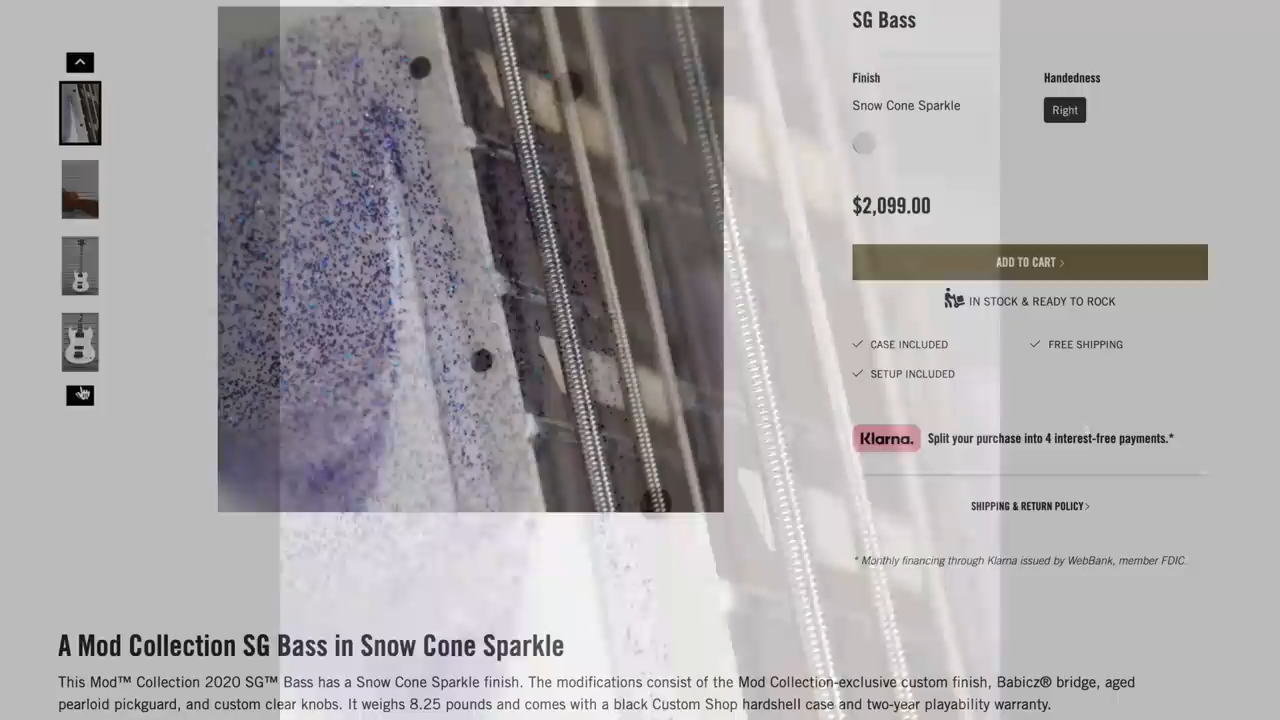 SG Bass
Finish
Handedness
Snow Cone Sparkle
Right
$2,099.00
ADD TO CART >
IN STOCK & READY TO ROCK
CASE INCLUDED
FREE SHIPPING
SETUP INCLUDED
Klarna. Split your purchase into 4 interest-free payments.*
SHIPPING & RETURN POLICY >
* Monthly financing through Klarna issued by WebBank, member FDIC.
A Mod Collection SG Bass in Snow Cone Sparkle
This Mod™ Collection 2020 SG™ Bass has a Snow Cone Sparkle finish. The modifications consist of the Mod Collection-exclusive custom finish, Babicz® bridge, aged
pearloid pickguard, and custom clear knobs. It weighs 8.25 pounds and comes with a black Custom Shop hardshell case and two-year playability warranty.